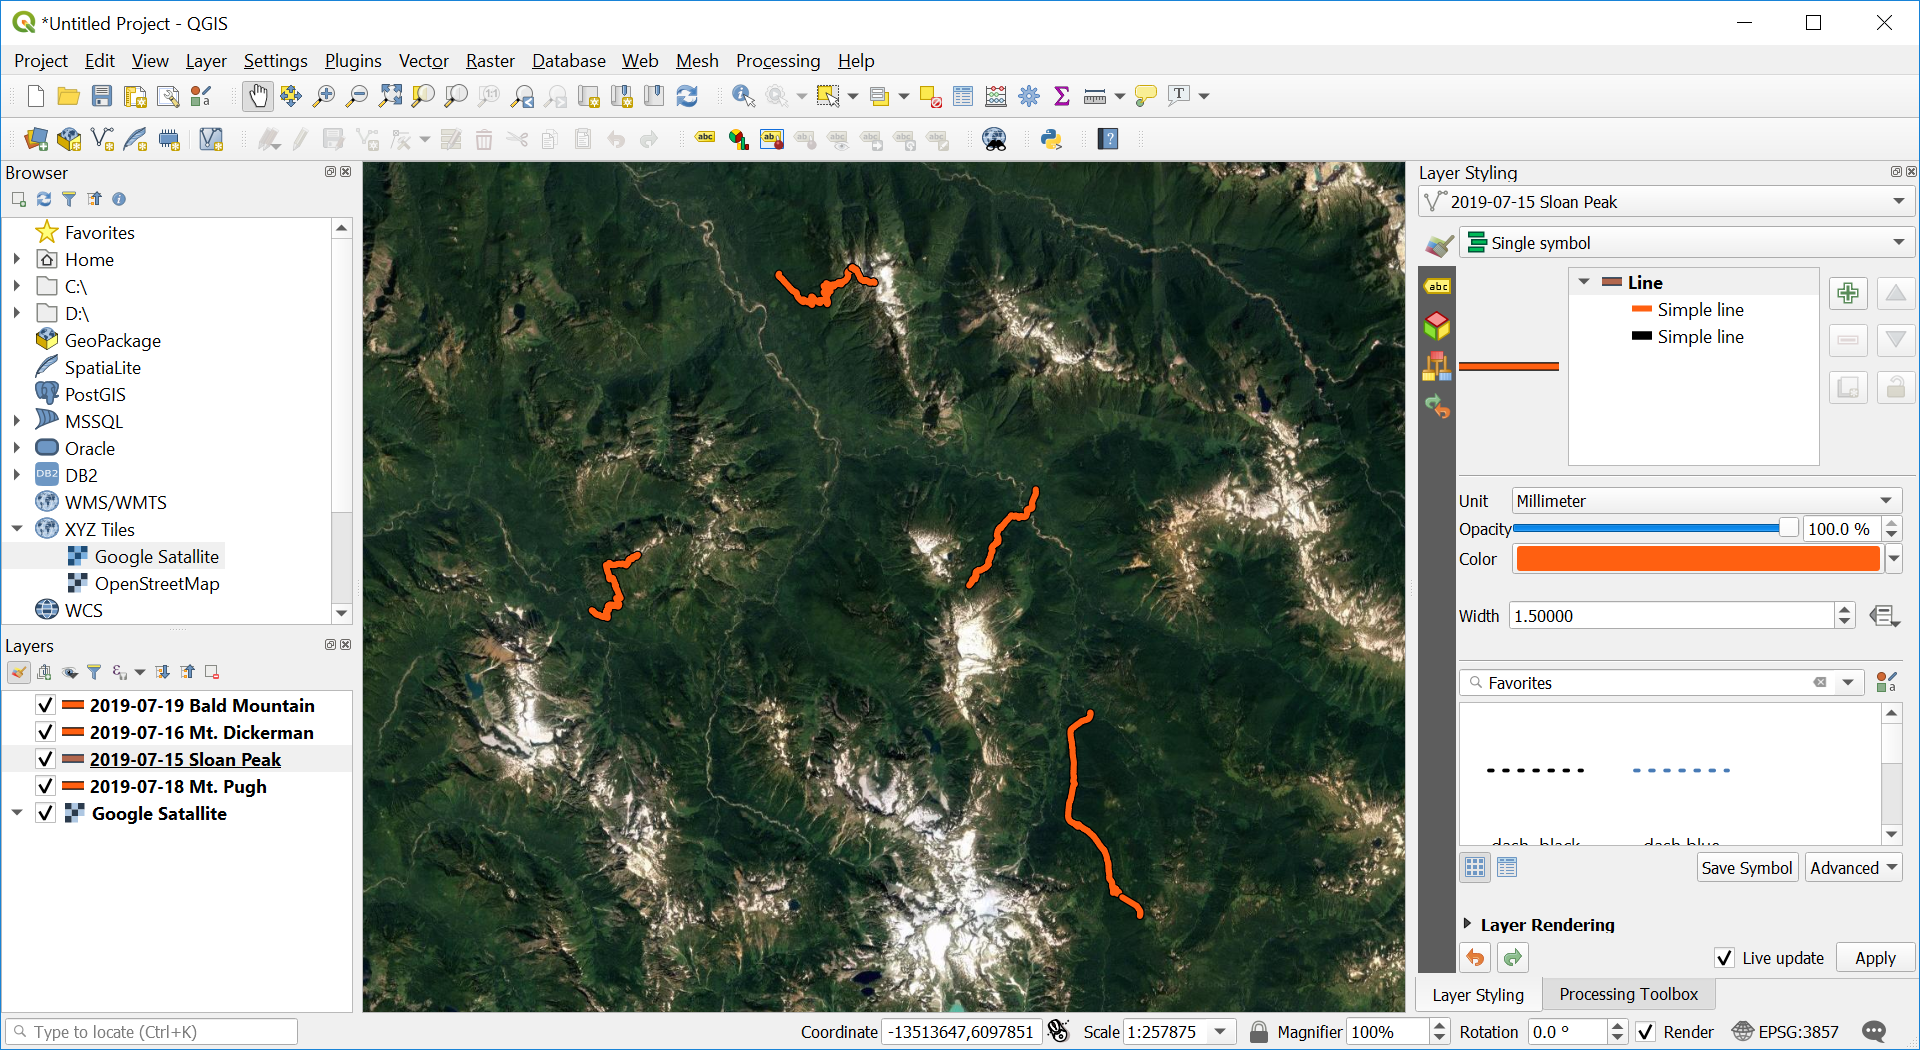 *Untitled Project - QGIS
Project Edit View Layer Settings Plugins Vector Raster Database Web Mesh Processing Help
Browser
Favorites
Home
C:\
D:\
GeoPackage
SpatiaLite
PostGIS
MSSQL
Oracle
DB2 DB2
WMS/WMTS
XYZ Tiles
Google Satallite
OpenStreetMap
WCS
Layers
2019-07-19 Bald Mountain
2019-07-16 Mt. Dickerman
2019-07-15 Sloan Peak
2019-07-18 Mt. Pugh
Google Satallite
Layer Styling
2019-07-15 Sloan Peak
Single symbol
abc
Line
Simple line
Simple line
Unit Millimeter
Opacity 100.0 %
Color
Width 1.50000
Favorites
dash black dash blue
Save Symbol Advanced
Layer Rendering
Live update Apply
Layer Styling Processing Toolbox
Type to locate (Ctrl+K) Coordinate -13513647,6097851 Scale 1:257875 Magnifier 100% Rotation 0.0 ° Render EPSG:3857